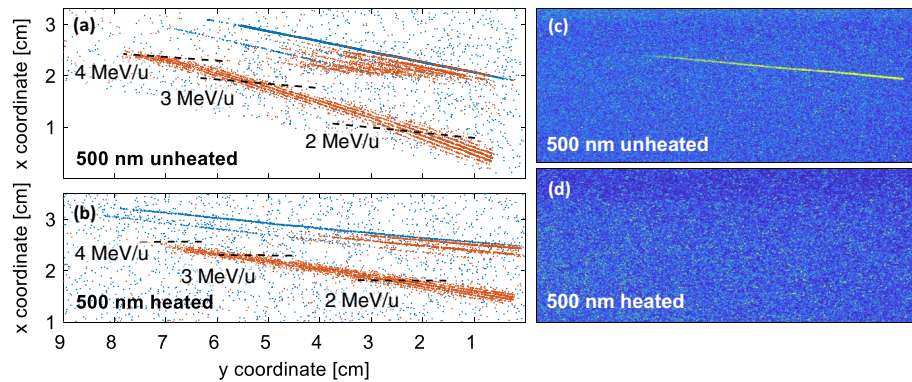 (a)
3
2
1
x coordinate [cm]
4 MeV/u
3 MeV/u
2 MeV/u
500 nm unheated
(b)
3
2
1
x coordinate [cm]
4 MeV/u
3 MeV/u
2 MeV/u
500 nm heated
9 8 7 6 5 4 3 2 1
y coordinate [cm]
(c)
500 nm unheated
(d)
500 nm heated